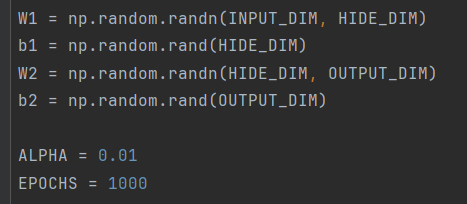 W1 = np.random.randn(INPUT_DIM, HIDE_DIM)
b1 = np.random.rand(HIDE_DIM)
W2 = np.random.randn(HIDE_DIM, OUTPUT_DIM)
b2 = np.random.rand(OUTPUT_DIM)
ALPHA = 0.01
EPOCHS = 1000